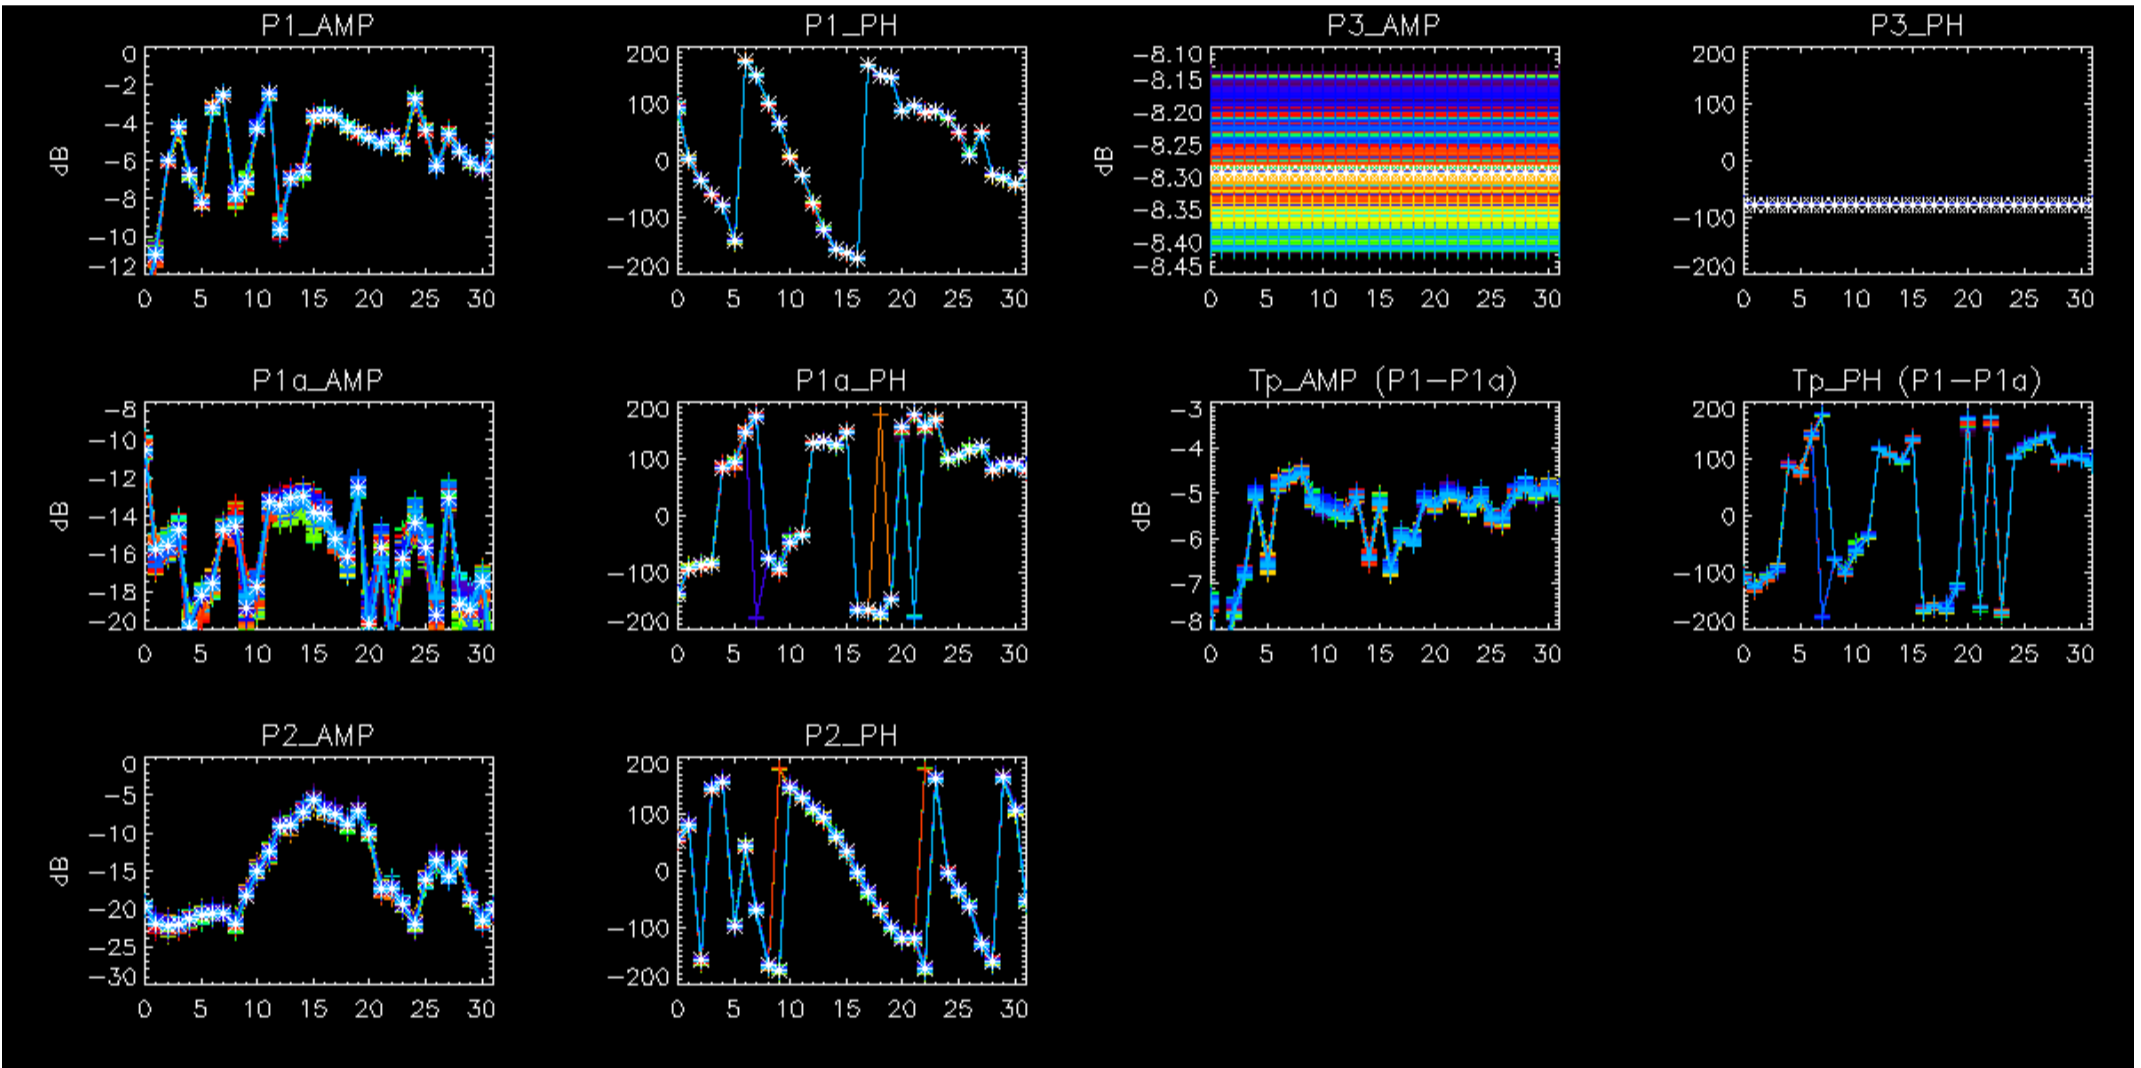 P1_AMP
P1_PH
P3_AMP
P3_PH
0
−2
−4
−6
−8
−10
−12
dB
0 5 10 15 20 25 30
200
100
0
−100
−200
0 5 10 15 20 25 30
−8.10
−8.15
−8.20
−8.25
−8.30
−8.35
−8.40
−8.45
dB
0 5 10 15 20 25 30
200
100
0
−100
−200
0 5 10 15 20 25 30
P1a_AMP
P1a_PH
Tp_AMP (P1−P1a)
Tp_PH (P1−P1a)
−8
−10
−12
−14
−16
−18
−20
dB
0 5 10 15 20 25 30
200
100
0
−100
−200
0 5 10 15 20 25 30
−3
−4
−5
−6
−7
−8
dB
0 5 10 15 20 25 30
200
100
0
−100
−200
0 5 10 15 20 25 30
P2_AMP
P2_PH
0
−5
−10
−15
−20
−25
−30
dB
0 5 10 15 20 25 30
200
100
0
−100
−200
0 5 10 15 20 25 30